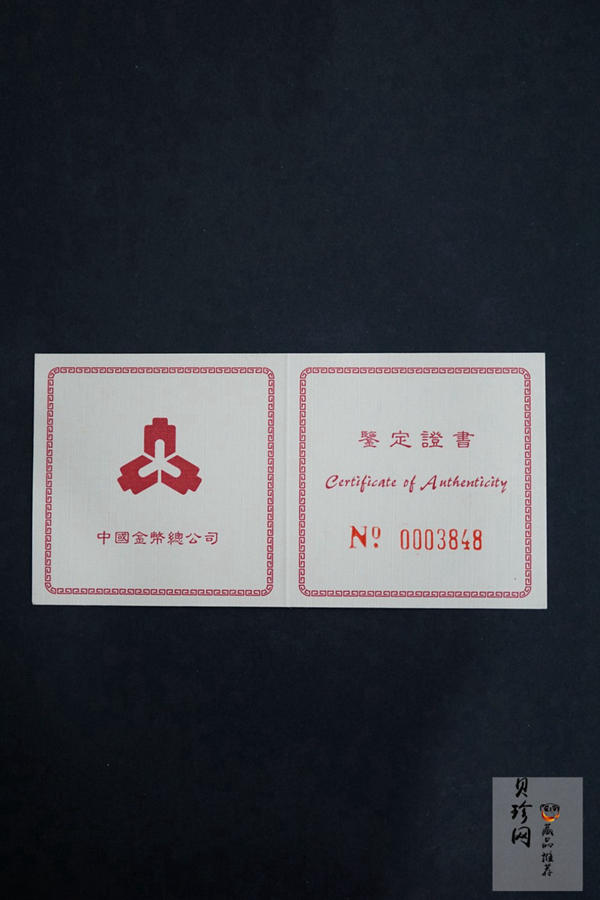 中國金幣總公司
鑒定證書
Certificate of Authenticity
Nº 0003848
貝珍网
藏品推荐